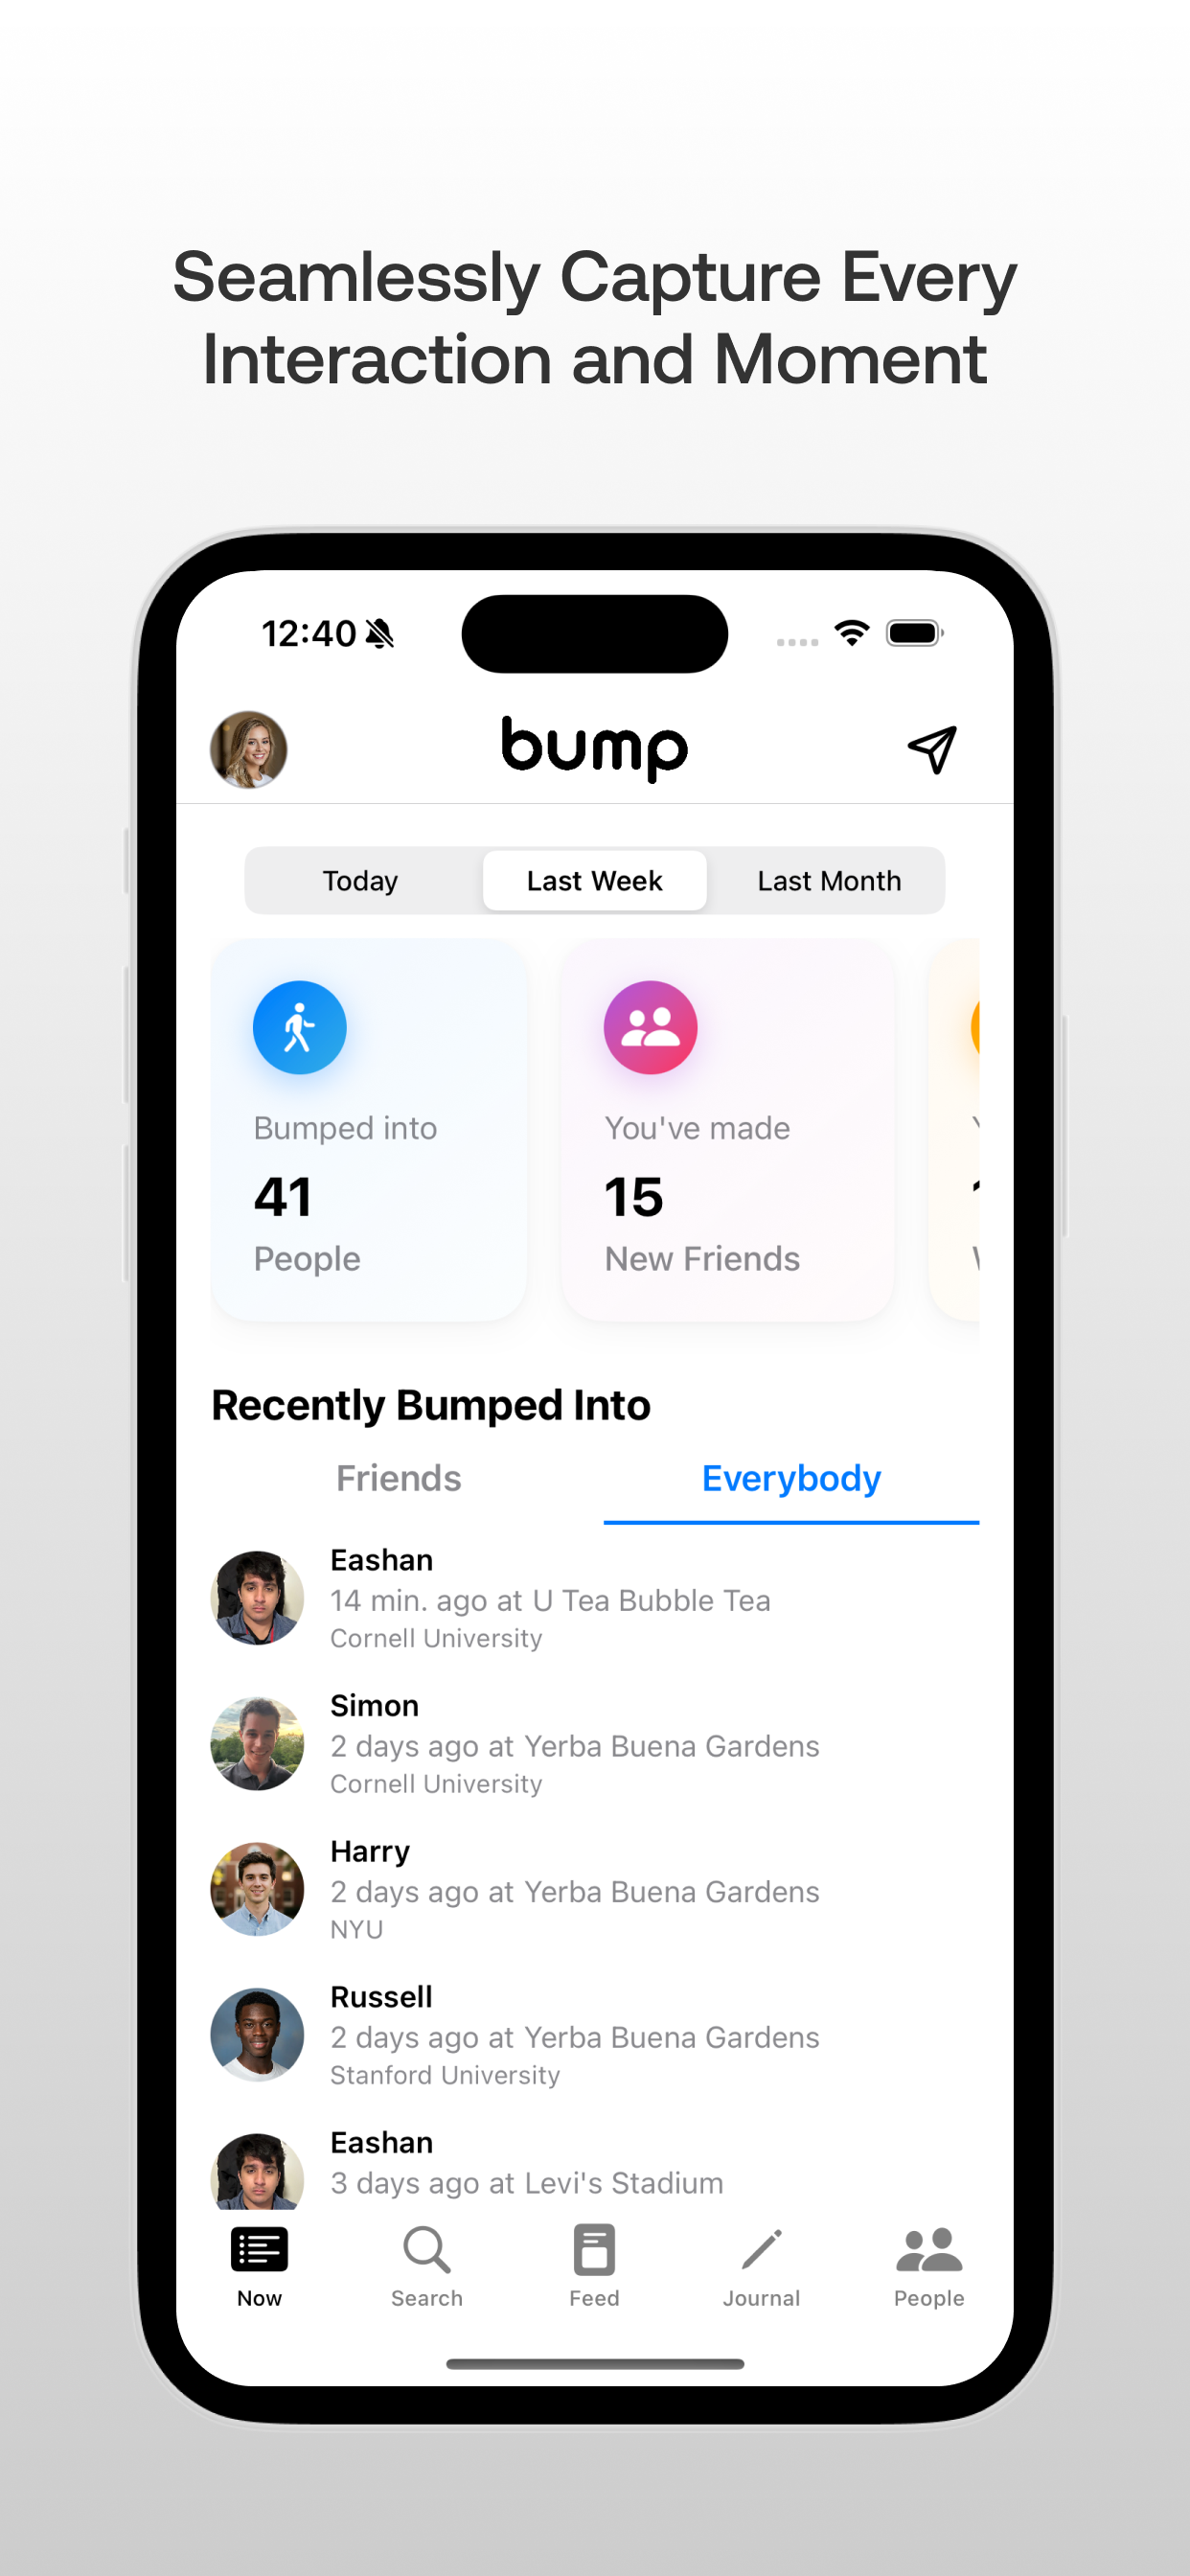 Seamlessly Capture Every
Interaction and Moment
12:40
bump
Today
Last Week
Last Month
Bumped into
41
People
You've made
15
New Friends
Recently Bumped Into
Friends
Everybody
Eashan
14 min. ago at U Tea Bubble Tea
Cornell University
Simon
2 days ago at Yerba Buena Gardens
Cornell University
Harry
2 days ago at Yerba Buena Gardens
NYU
Russell
2 days ago at Yerba Buena Gardens
Stanford University
Eashan
3 days ago at Levi's Stadium
Now
Search
Feed
Journal
People